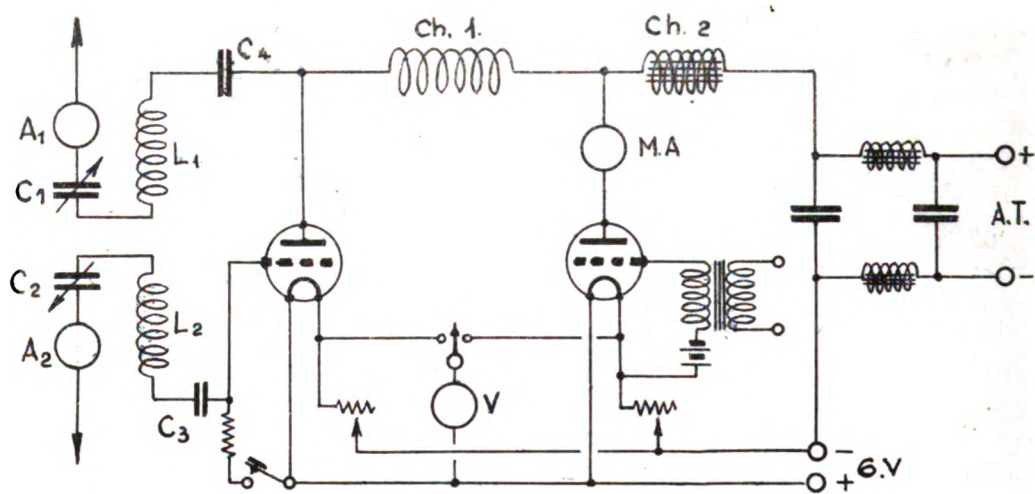 C4
Ch. 1.
Ch. 2
A1
L1
M.A
C1
+
A.T.
-
C2
L2
A2
V
C3
-
6.V
+